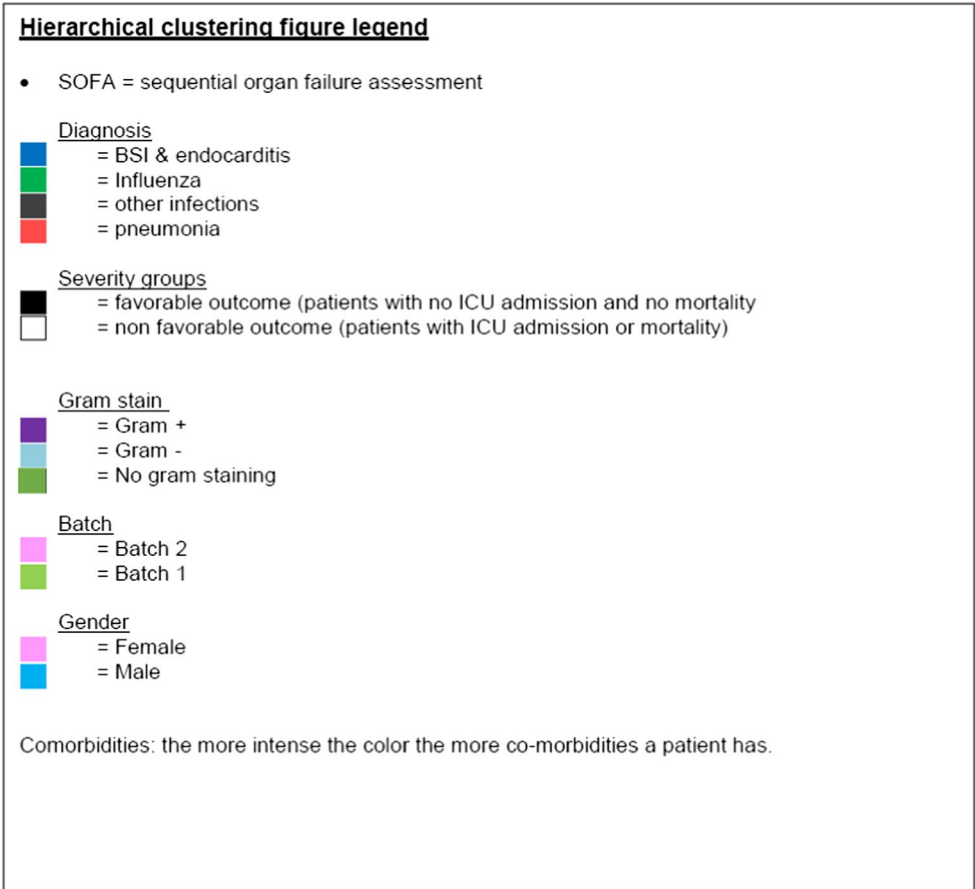 Hierarchical clustering figure legend
• SOFA = sequential organ failure assessment
Diagnosis
= BSI & endocarditis
= Influenza
= other infections
= pneumonia
Severity groups
= favorable outcome (patients with no ICU admission and no mortality
= non favorable outcome (patients with ICU admission or mortality)
Gram stain
= Gram +
= Gram -
= No gram staining
Batch
= Batch 2
= Batch 1
Gender
= Female
= Male
Comorbidities: the more intense the color the more co-morbidities a patient has.